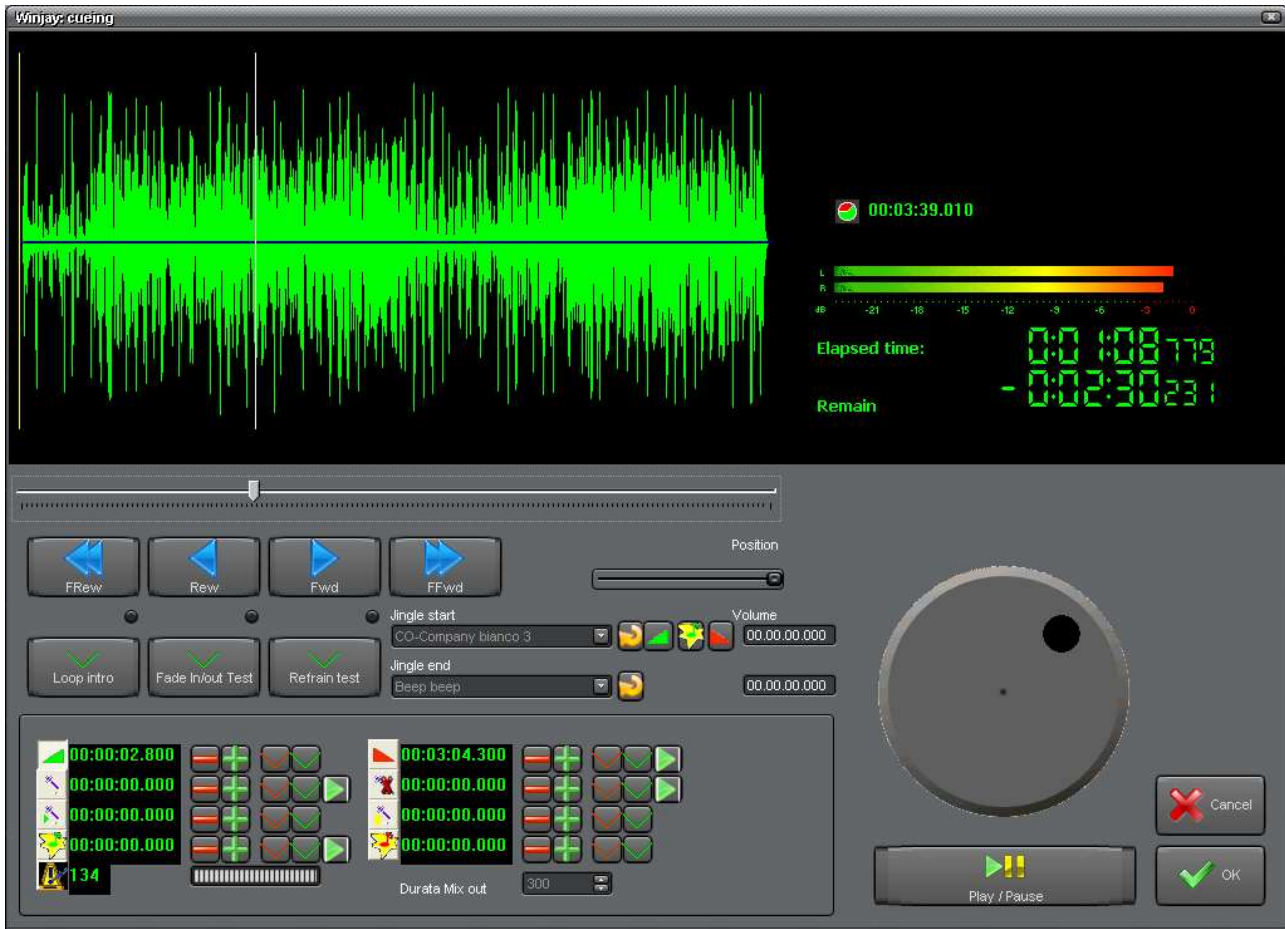 Winjay: cueing
00:03:39.010
L
R
dB -21 -18 -15 -12 -9 -6 -3 0
Elapsed time: 0:01:08 779
Remain - 0:02:30 231
Position
FRew Rew Fwd FFwd
Jingle start Volume
CO-Company bianco 3 00.00.00.000
Loop intro Fade In/out Test Refrain test
Jingle end
Beep beep 00.00.00.000
00:00:02.800 00:03:04.300
00:00:00.000 00:00:00.000
00:00:00.000 00:00:00.000
00:00:00.000 00:00:00.000
134
Durata Mix out 300
Cancel
Play / Pause
OK